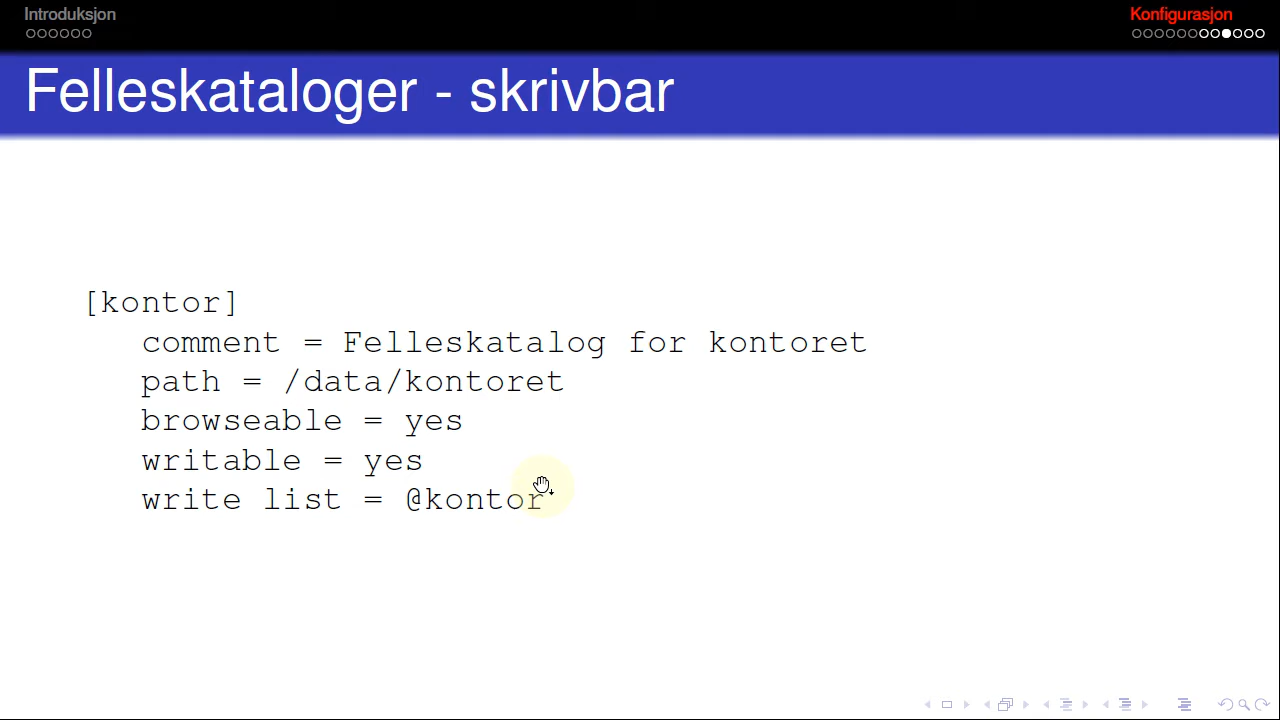 Introduksjon
Konfigurasjon
Felleskataloger - skrivbar
[kontor]
comment = Felleskatalog for kontoret
path = /data/kontoret
browseable = yes
writable = yes
write list = @kontor